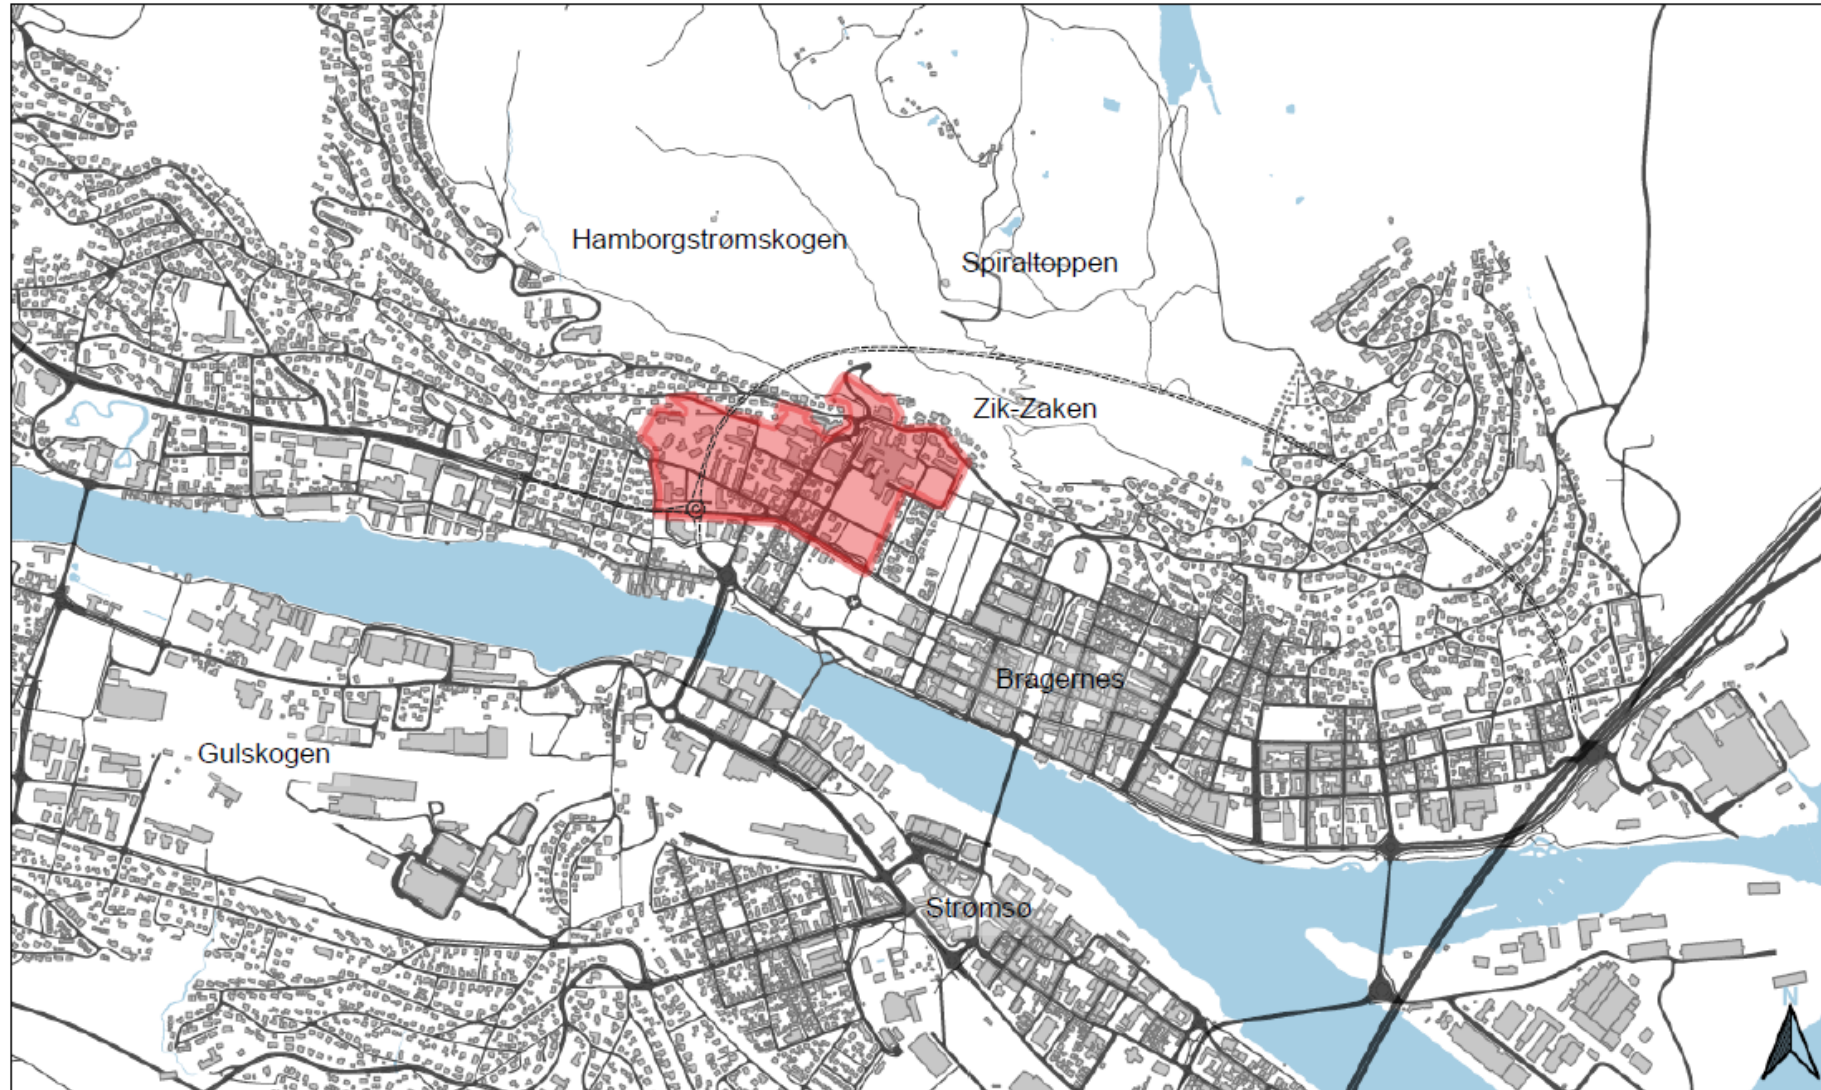 Hamborgstrømskogen
Spiraltoppen
Zik-Zaken
Bragernes
Gulskogen
Strømsø
N